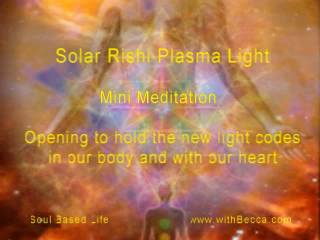 Solar Rishi Plasma Light
Mini Meditation
Opening to hold the new light codes
in our body and with our heart
Soul Based Life www.withBecca.com